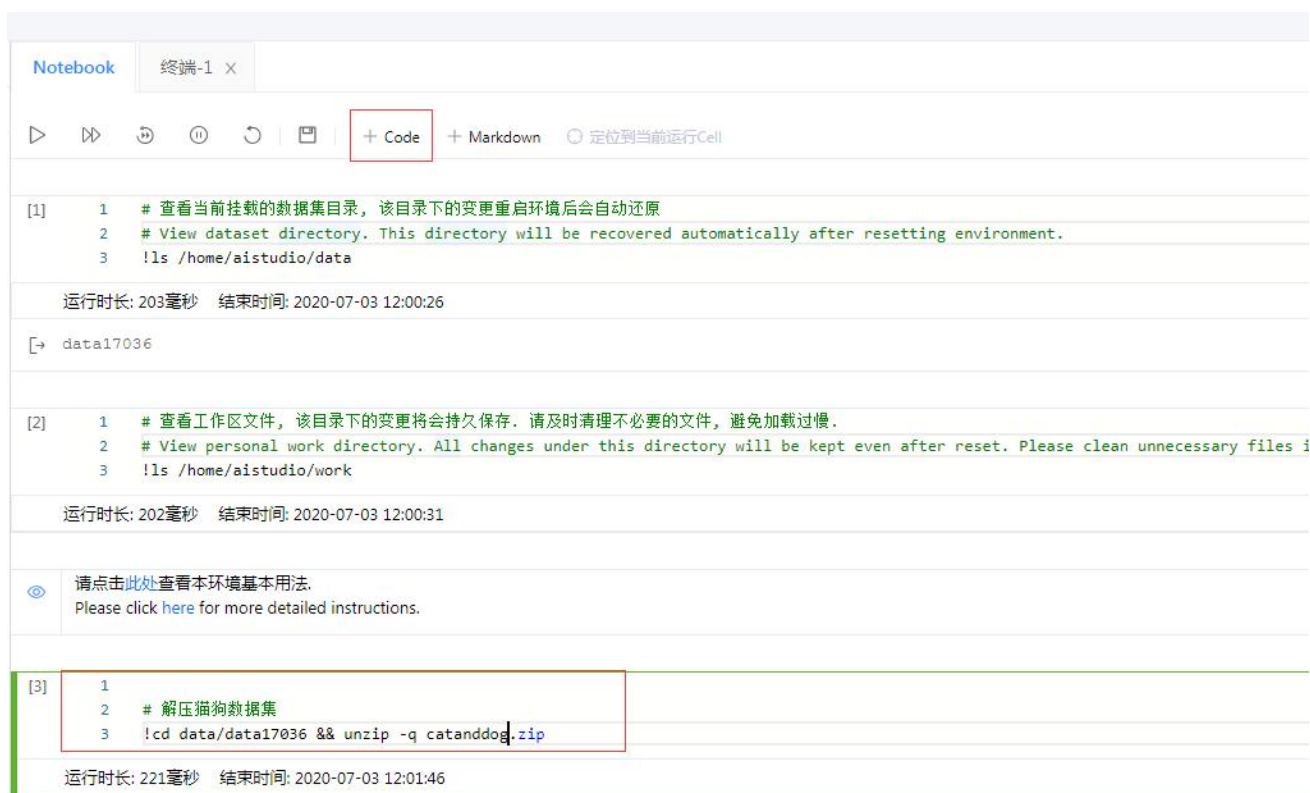 Notebook 终端-1 ×
+ Code + Markdown 定位到当前运行Cell
[1] 1 # 查看当前挂载的数据集目录, 该目录下的变更重启环境后会自动还原
2 # View dataset directory. This directory will be recovered automatically after resetting environment.
3 !ls /home/aistudio/data
运行时长: 203毫秒 结束时间: 2020-07-03 12:00:26
data17036
[2] 1 # 查看工作区文件, 该目录下的变更将会持久保存. 请及时清理不必要的文件, 避免加载过慢.
2 # View personal work directory. All changes under this directory will be kept even after reset. Please clean unnecessary files i
3 !ls /home/aistudio/work
运行时长: 202毫秒 结束时间: 2020-07-03 12:00:31
请点击此处查看本环境基本用法.
Please click here for more detailed instructions.
[3] 1
2 # 解压猫狗数据集
3 !cd data/data17036 && unzip -q catanddog.zip
运行时长: 221毫秒 结束时间: 2020-07-03 12:01:46